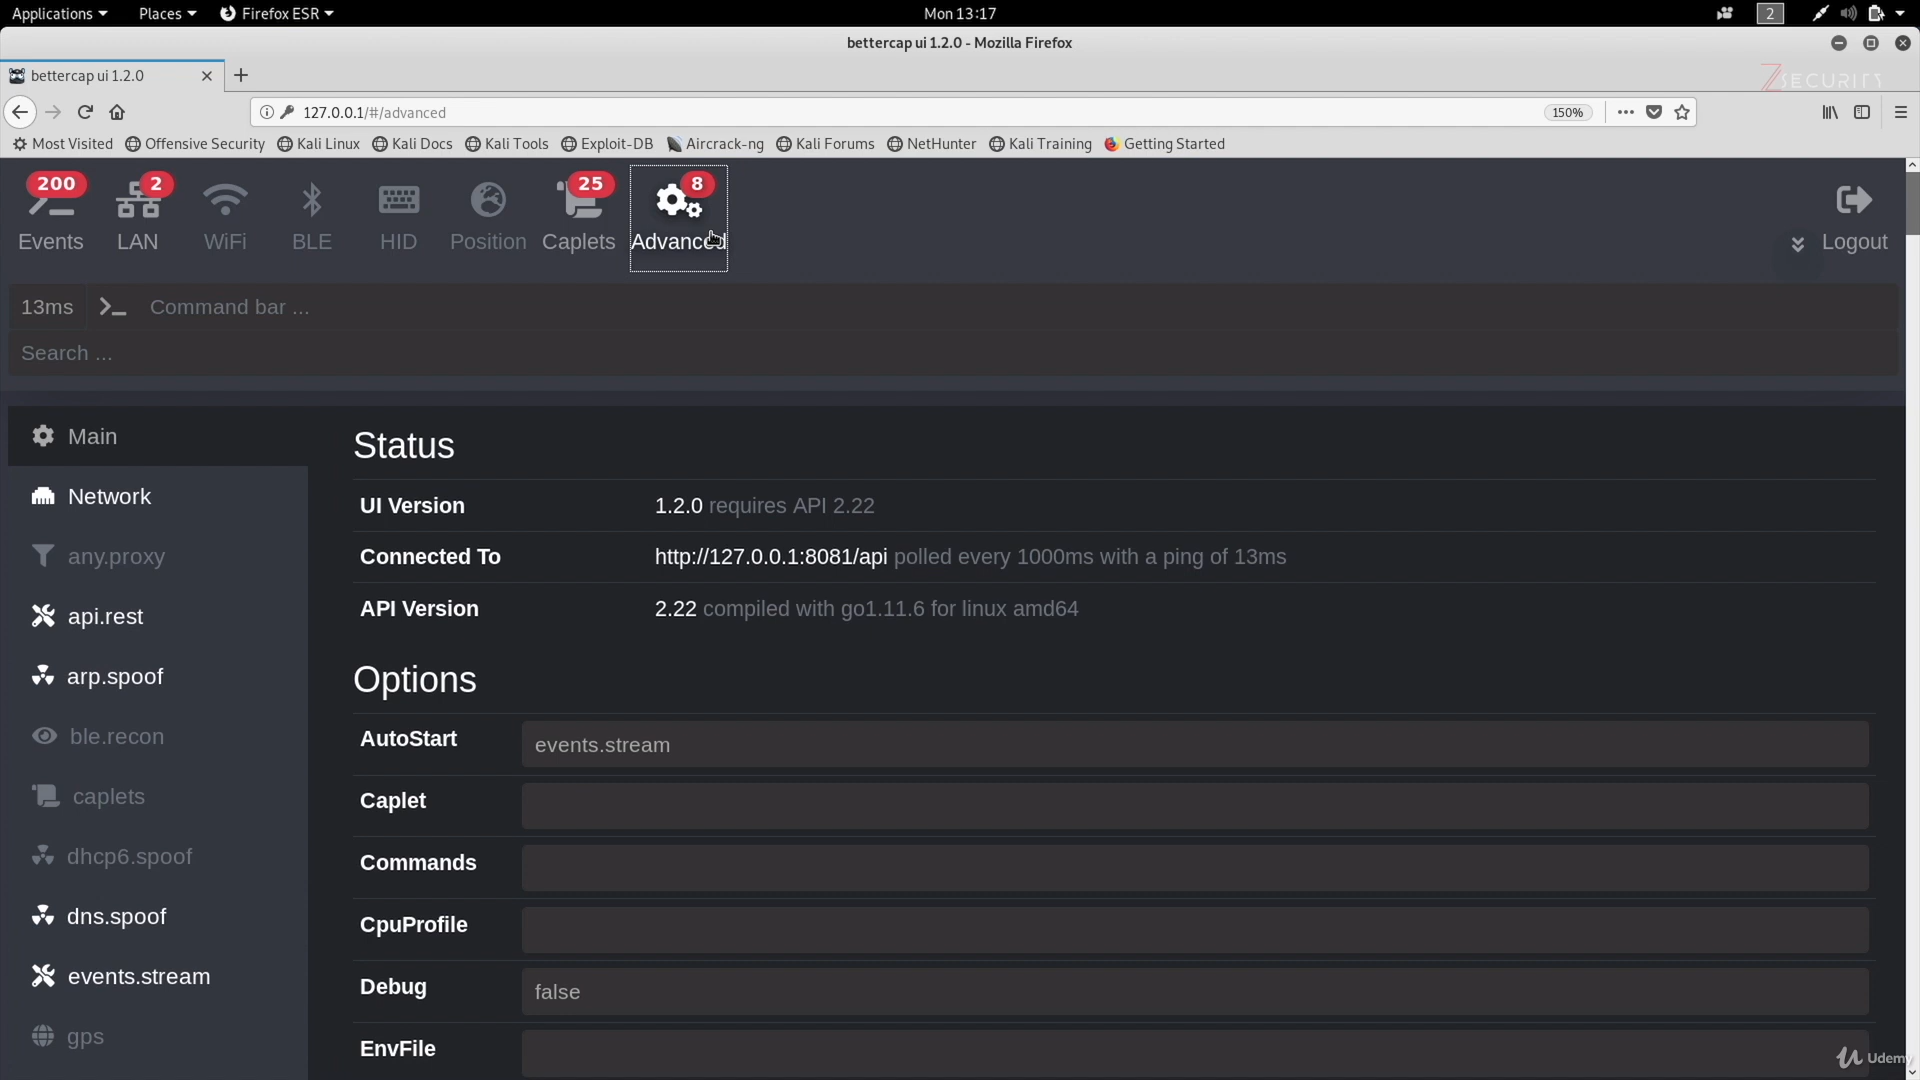 Applications Places Firefox ESR Mon 13:17 2
bettercap ui 1.2.0 - Mozilla Firefox
bettercap ui 1.2.0
ZSECURITY
127.0.0.1/#/advanced 150%
Most Visited Offensive Security Kali Linux Kali Docs Kali Tools Exploit-DB Aircrack-ng Kali Forums NetHunter Kali Training Getting Started
200 2 25 8
Events LAN WiFi BLE HID Position Caplets Advanced Logout
13ms Command bar ...
Search ...
Main
Network
any.proxy
api.rest
arp.spoof
ble.recon
caplets
dhcp6.spoof
dns.spoof
events.stream
gps
Status
UI Version 1.2.0 requires API 2.22
Connected To http://127.0.0.1:8081/api polled every 1000ms with a ping of 13ms
API Version 2.22 compiled with go1.11.6 for linux amd64
Options
AutoStart events.stream
Caplet
Commands
CpuProfile
Debug false
EnvFile
Udemy